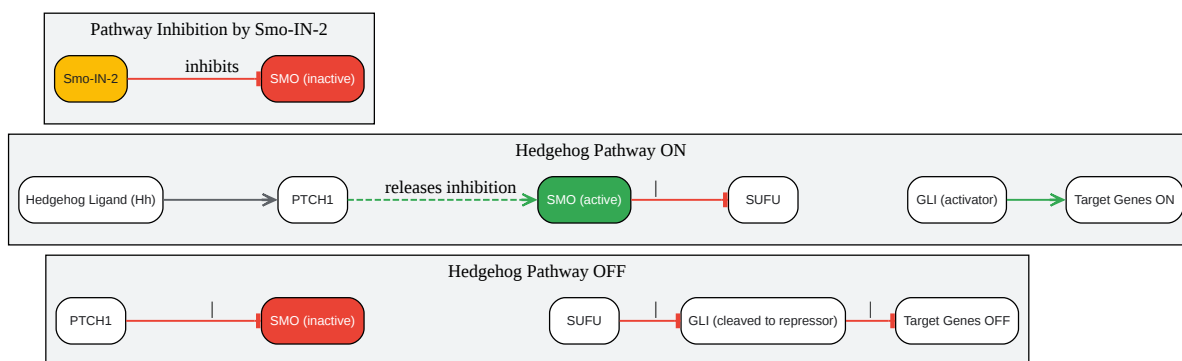 Pathway Inhibition by Smo-IN-2
Smo-IN-2
inhibits
SMO (inactive)
Hedgehog Pathway ON
Hedgehog Ligand (Hh)
PTCH1
releases inhibition
SMO (active)
|
SUFU
GLI (activator)
Target Genes ON
Hedgehog Pathway OFF
PTCH1
|
SMO (inactive)
SUFU
|
GLI (cleaved to repressor)
|
Target Genes OFF